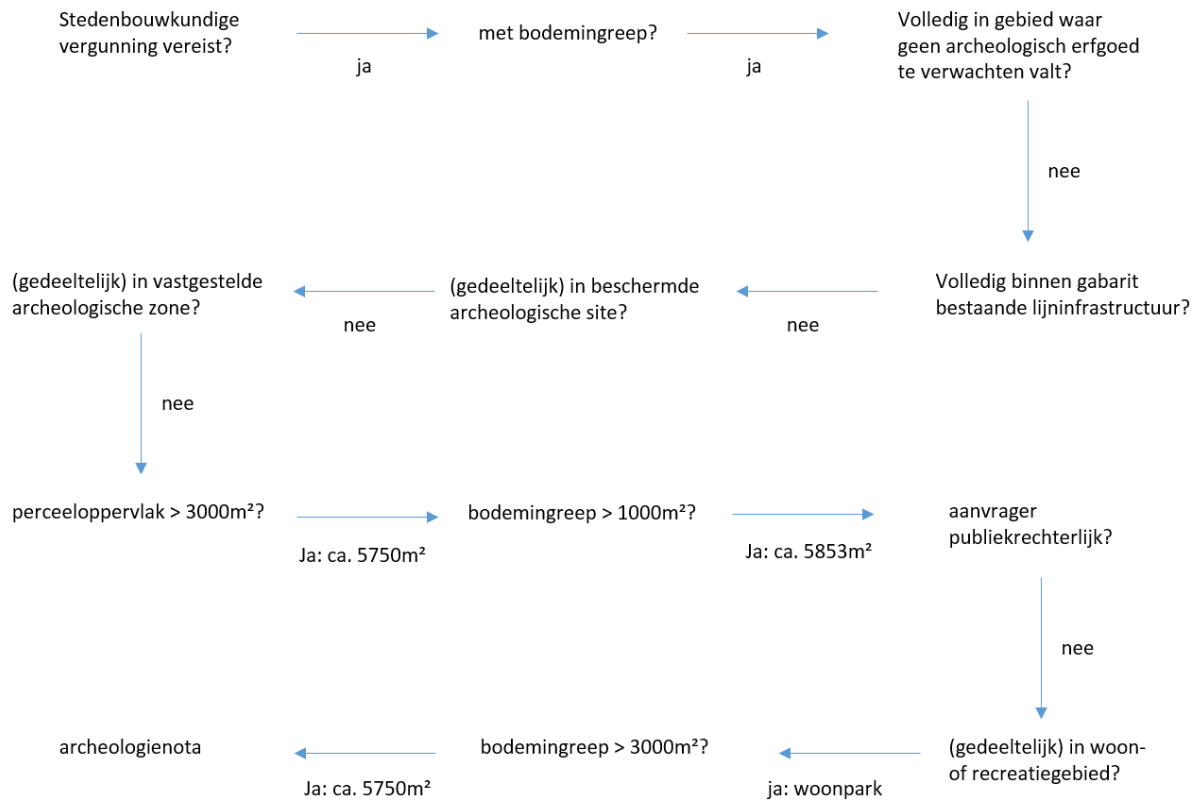 Stedenbouwkundige
vergunning vereist?
ja
met bodemingreep?
ja
Volledig in gebied waar
geen archeologisch erfgoed
te verwachten valt?
nee
Volledig binnen gabarit
bestaande lijninfrastructuur?
nee
(gedeeltelijk) in beschermde
archeologische site?
nee
(gedeeltelijk) in vastgestelde
archeologische zone?
nee
perceeloppervlak > 3000m²?
Ja: ca. 5750m²
bodemingreep > 1000m²?
Ja: ca. 5853m²
aanvrager
publiekrechterlijk?
nee
(gedeeltelijk) in woon-
of recreatiegebied?
ja: woonpark
bodemingreep > 3000m²?
Ja: ca. 5750m²
archeologienota